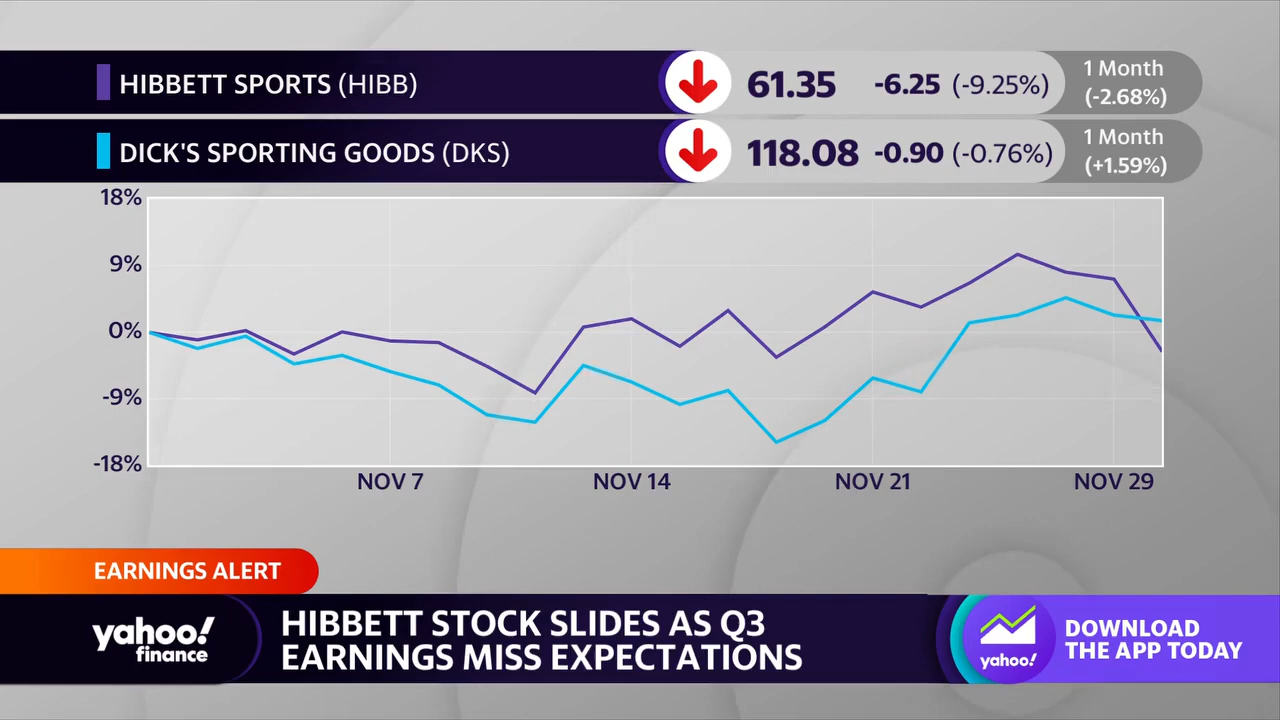 HIBBETT SPORTS (HIBB) 61.35 -6.25 (-9.25%) 1 Month
(-2.68%)
DICK'S SPORTING GOODS (DKS) 118.08 -0.90 (-0.76%) 1 Month
(+1.59%)
18%
9%
0%
-9%
-18%
NOV 7 NOV 14 NOV 21 NOV 29
EARNINGS ALERT
yahoo!
finance
HIBBETT STOCK SLIDES AS Q3
EARNINGS MISS EXPECTATIONS
yahoo!
DOWNLOAD
THE APP TODAY